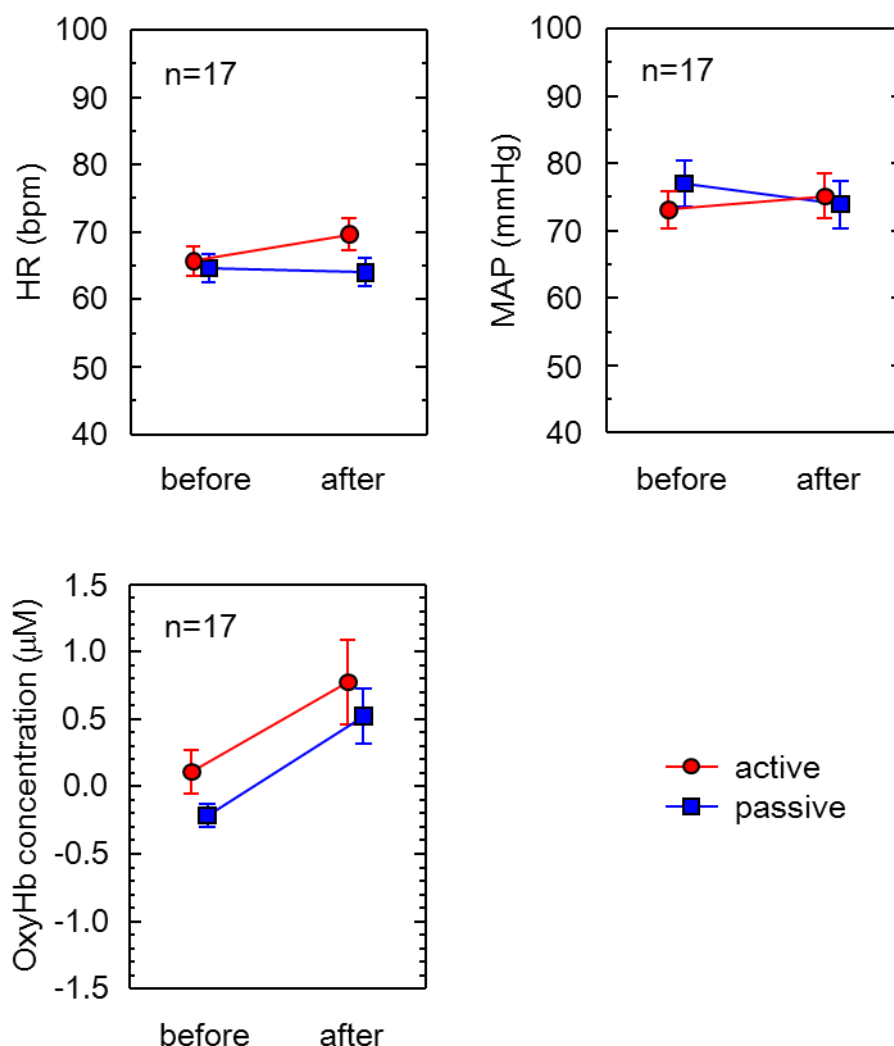 100
90
80
70
60
50
40
HR (bpm)
n=17
before after
100
90
80
70
60
50
40
MAP (mmHg)
n=17
before after
1.5
1.0
0.5
0.0
-0.5
-1.0
-1.5
OxyHb concentration (μM)
n=17
before after
active
passive